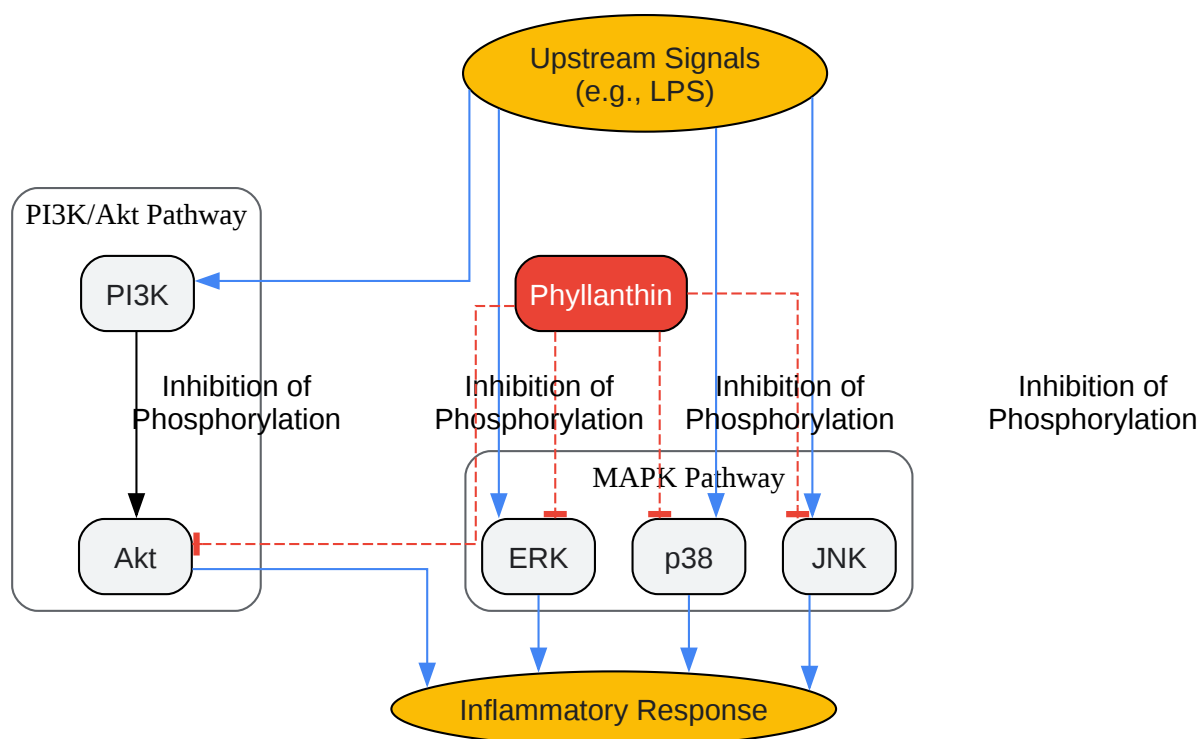 Upstream Signals
(e.g., LPS)
PI3K/Akt Pathway
PI3K
Phyllanthin
Inhibition of
Phosphorylation
Inhibition of
Phosphorylation
Inhibition of
Phosphorylation
Inhibition of
Phosphorylation
MAPK Pathway
Akt
ERK
p38
JNK
Inflammatory Response